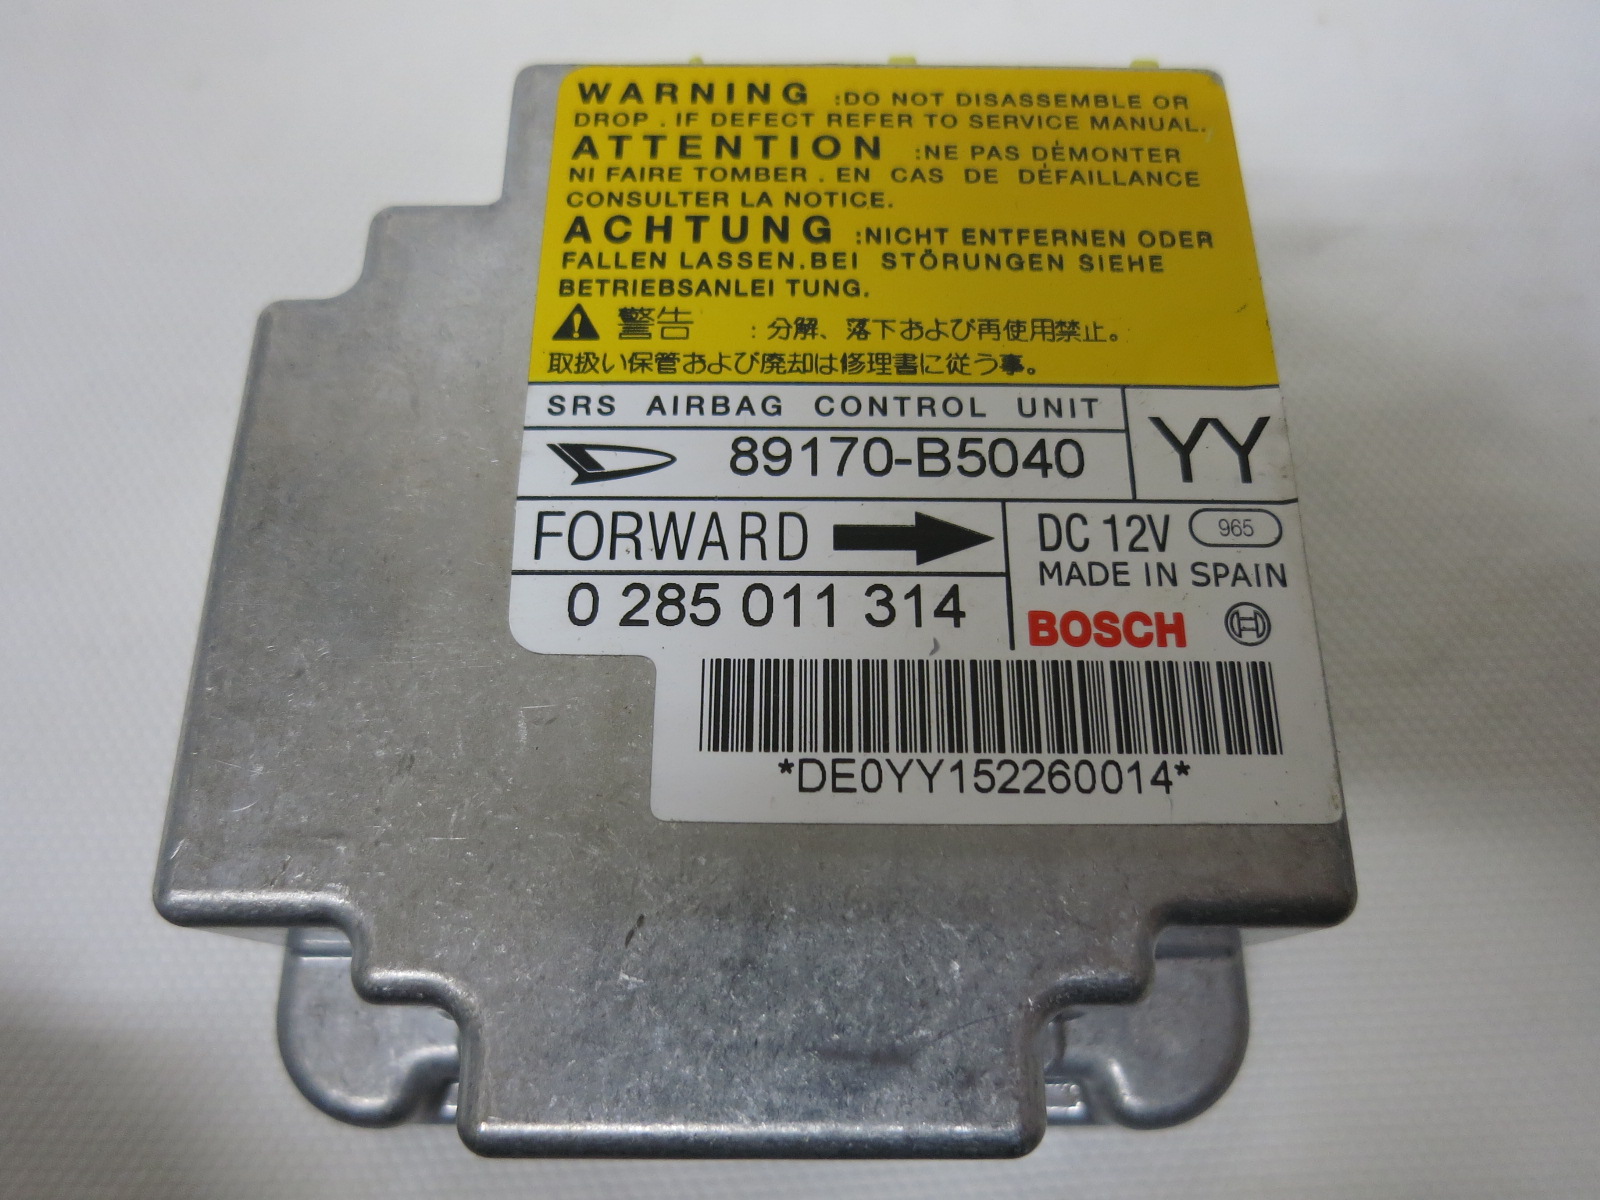 WARNING :DO NOT DISASSEMBLE OR
DROP . IF DEFECT REFER TO SERVICE MANUAL.
ATTENTION :NE PAS DÉMONTER
NI FAIRE TOMBER . EN CAS DE DÉFAILLANCE
CONSULTER LA NOTICE.
ACHTUNG :NICHT ENTFERNEN ODER
FALLEN LASSEN.BEI STÖRUNGEN SIEHE
BETRIEBSANLEI TUNG.
警告 :分解、落下および再使用禁止。
取扱い保管および廃却は修理書に従う事。
SRS AIRBAG CONTROL UNIT
89170-B5040
YY
FORWARD
DC 12V 965
MADE IN SPAIN
0 285 011 314
BOSCH
*DE0YY152260014*